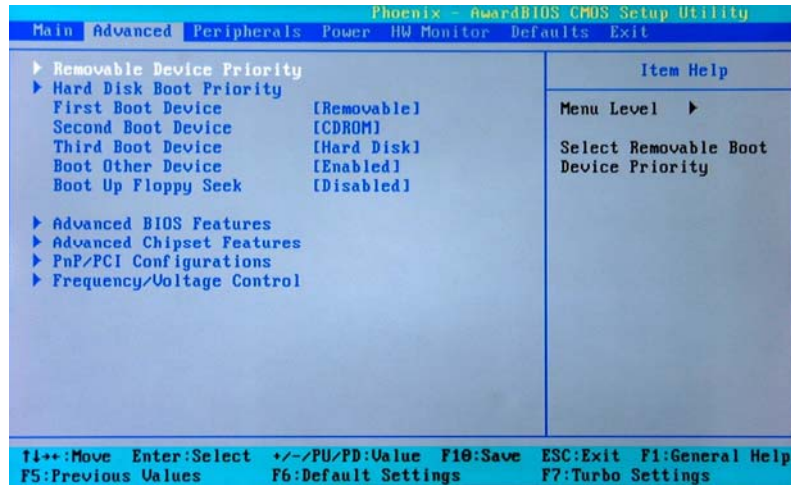 Phoenix - AwardBIOS CMOS Setup Utility
Main Advanced Peripherals Power HW Monitor Defaults Exit
Removable Device Priority
Hard Disk Boot Priority
First Boot Device [Removable]
Second Boot Device [CDROM]
Third Boot Device [Hard Disk]
Boot Other Device [Enabled]
Boot Up Floppy Seek [Disabled]
Advanced BIOS Features
Advanced Chipset Features
PnP/PCI Configurations
Frequency/Voltage Control
Item Help
Menu Level ▶
Select Removable Boot
Device Priority
↑↓→←:Move Enter:Select +/-/PU/PD:Value F10:Save ESC:Exit F1:General Help
F5:Previous Values F6:Default Settings F7:Turbo Settings